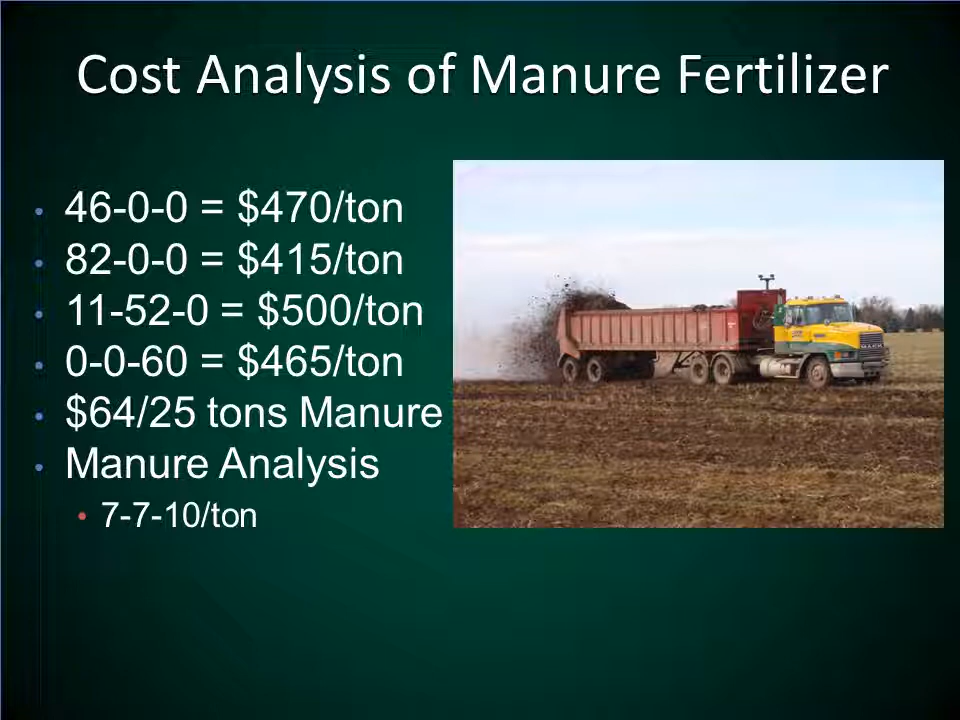 Cost Analysis of Manure Fertilizer
• 46-0-0 = $470/ton
• 82-0-0 = $415/ton
• 11-52-0 = $500/ton
• 0-0-60 = $465/ton
• $64/25 tons Manure
• Manure Analysis
• 7-7-10/ton
MACK